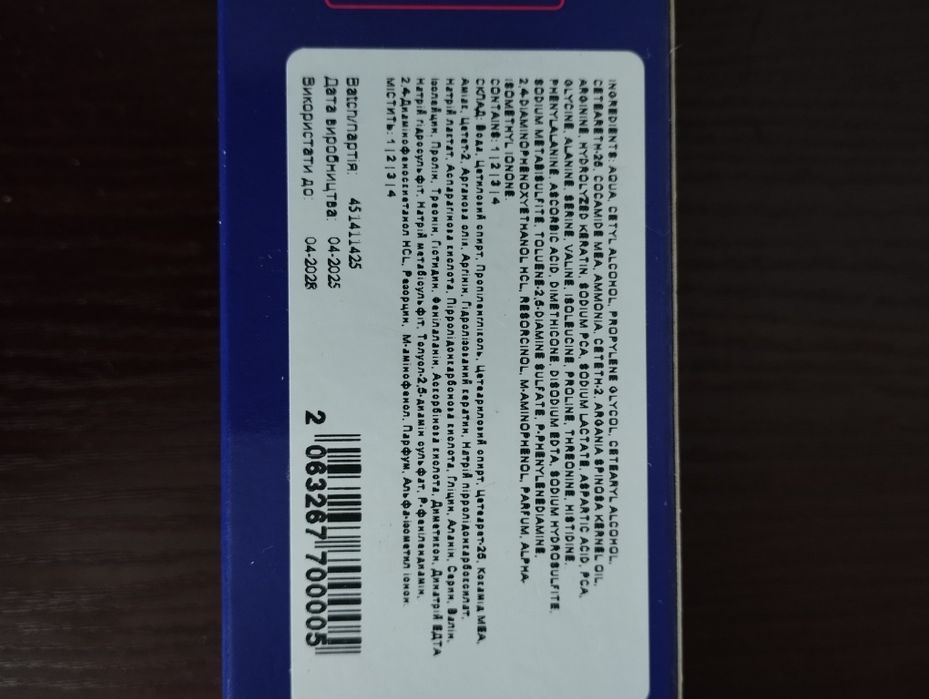 INGREDIENTS: AQUA, CETYL ALCOHOL, PROPYLENE GLYCOL, CETEARYL ALCOHOL,
CETEARETH-25, COCAMIDE MEA, AMMONIA, CETETH-2, ARGANIA SPINOSA KERNEL OIL,
ARGININE, HYDROLYZED KERATIN, SODIUM PCA, SODIUM LACTATE, ASPARTIC ACID, PCA,
GLYCINE, ALANINE, SERINE, VALINE, ISOLEUCINE, PROLINE, THREONINE, HISTIDINE,
PHENYLALANINE, ASCORBIC ACID, DIMETHICONE, DISODIUM EDTA, SODIUM HYDROSULFITE,
SODIUM METABISULFITE, TOLUENE-2,5-DIAMINE SULFATE, P-PHENYLENEDIAMINE,
2,4-DIAMINOPHENOXYETHANOL HCL, RESORCINOL, M-AMINOPHENOL, PARFUM, ALPHA-
ISOMETHYL IONONE.
CONTAINS: 1 | 2 | 3 | 4
СКЛАД: Вода, Цетиловий спирт, Пропіленгліколь, Цетеариловий спирт, Цетеарет-25, Кокамід МЕА,
Аміак, Цетет-2, Арганова олія, Аргінін, Гідролізований кератин, Натрій пірролідонкарбоксилат,
Натрій лактат, Аспарагінова кислота, Пірролідонкарбонова кислота, Гліцин, Аланін, Серин, Валін,
Ізолейцин, Пролін, Треонін, Гістидин, Фенілаланін, Аскорбінова кислота, Диметикон, Динатрій ЕДТА
Натрій гідросульфіт, Натрій метабісульфіт, Толуол-2,5-диамін сульфат, Р-фенілендиамін,
2,4-Диамінофеноксиетанол HCL, Резорцин, М-амінофенол, Парфум, Альфа-ізометил іонон.
МІСТИТЬ: 1 | 2 | 3 | 4
Batch/партія: 451411425
Дата виробництва: 04-2025
Використати до: 04-2028
2 063267 700005